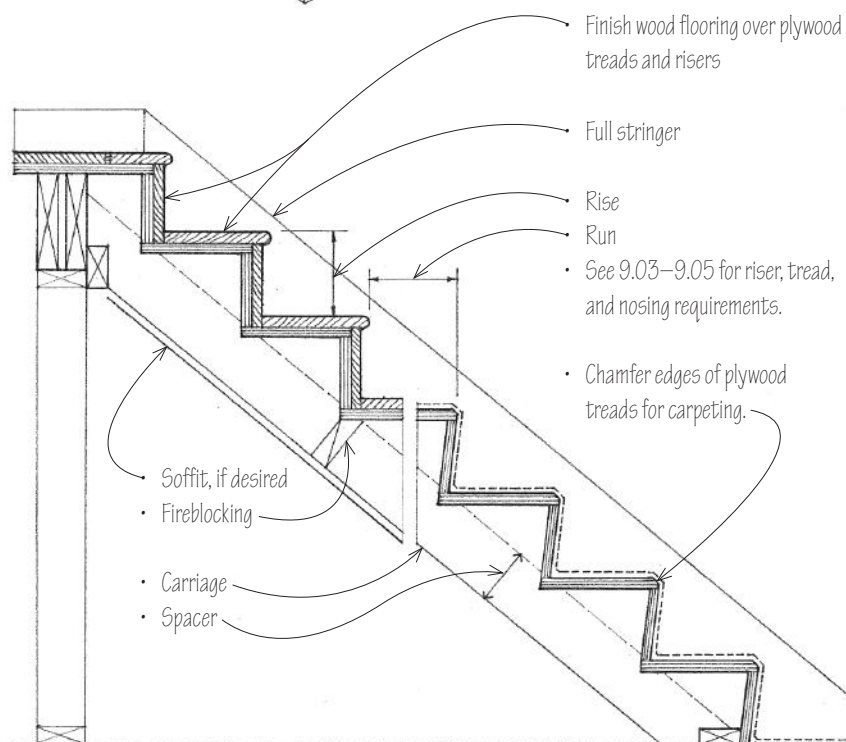 • Finish wood flooring over plywood
treads and risers
• Full stringer
• Rise
• Run
• See 9.03–9.05 for riser, tread,
and nosing requirements.
• Chamfer edges of plywood
treads for carpeting.
• Soffit, if desired
• Fireblocking
• Carriage
• Spacer